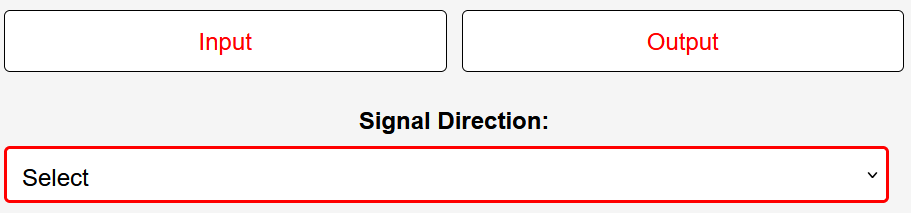 Input
Output
Signal Direction:
Select